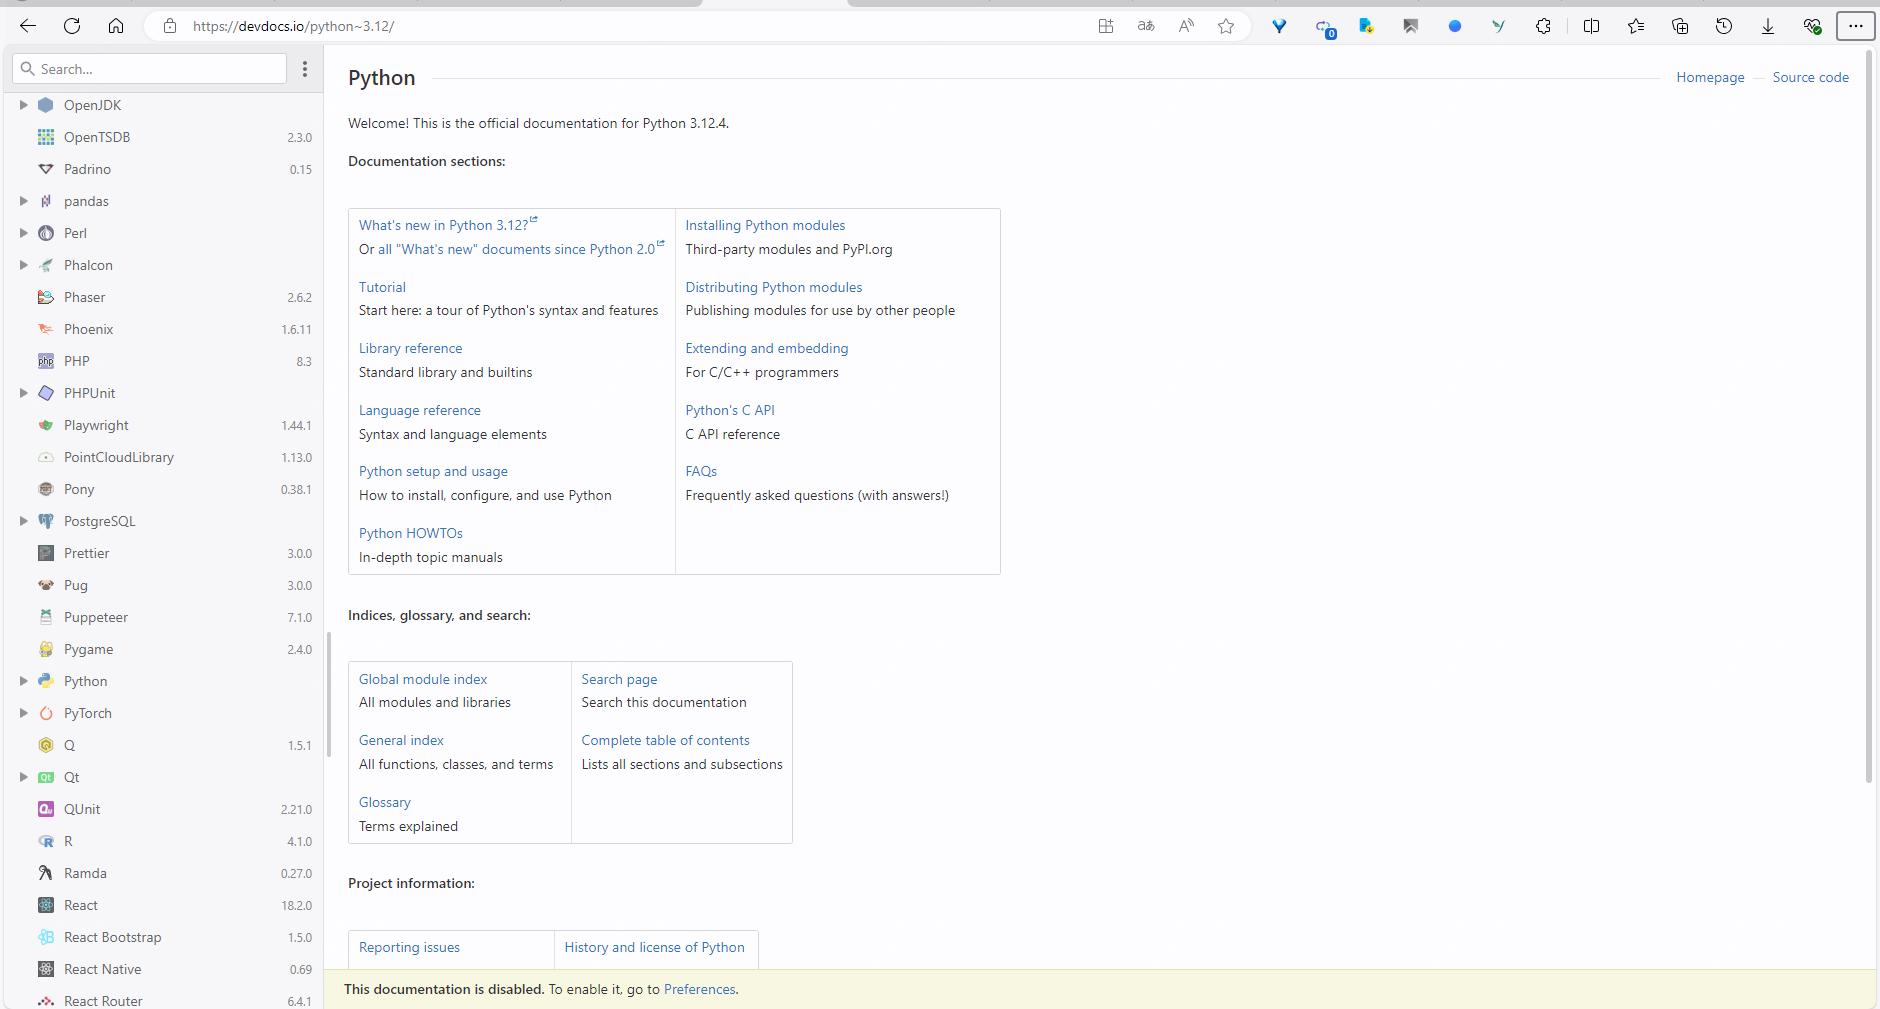 https://devdocs.io/python~3.12/
0
Search...
OpenJDK
OpenTSDB 2.3.0
Padrino 0.15
pandas
Perl
Phalcon
Phaser 2.6.2
Phoenix 1.6.11
PHP 8.3
PHPUnit
Playwright 1.44.1
PointCloudLibrary 1.13.0
Pony 0.38.1
PostgreSQL
Prettier 3.0.0
Pug 3.0.0
Puppeteer 7.1.0
Pygame 2.4.0
Python
PyTorch
Q 1.5.1
Qt
QUnit 2.21.0
R 4.1.0
Ramda 0.27.0
React 18.2.0
React Bootstrap 1.5.0
React Native 0.69
React Router 6.4.1
Python
Homepage
Source code
Welcome! This is the official documentation for Python 3.12.4.
Documentation sections:
What's new in Python 3.12?
Or all "What's new" documents since Python 2.0
Tutorial
Start here: a tour of Python's syntax and features
Library reference
Standard library and builtins
Language reference
Syntax and language elements
Python setup and usage
How to install, configure, and use Python
Python HOWTOs
In-depth topic manuals
Installing Python modules
Third-party modules and PyPI.org
Distributing Python modules
Publishing modules for use by other people
Extending and embedding
For C/C++ programmers
Python's C API
C API reference
FAQs
Frequently asked questions (with answers!)
Indices, glossary, and search:
Global module index
All modules and libraries
General index
All functions, classes, and terms
Glossary
Terms explained
Search page
Search this documentation
Complete table of contents
Lists all sections and subsections
Project information:
Reporting issues
History and license of Python
This documentation is disabled. To enable it, go to Preferences.